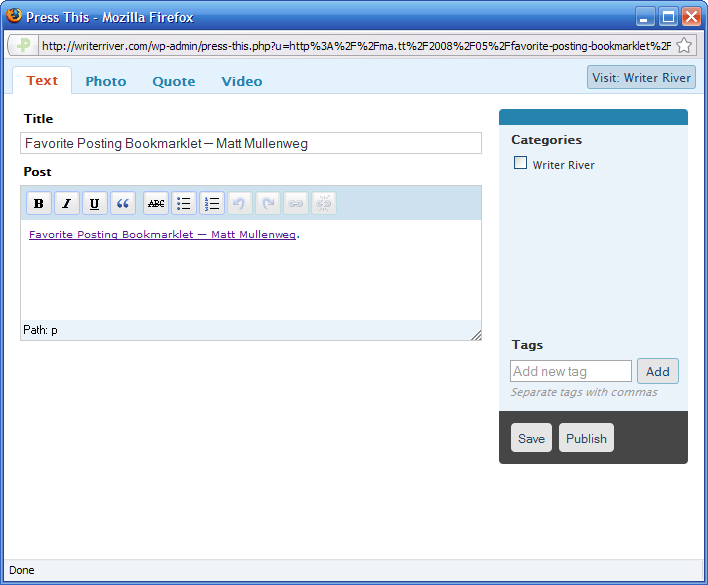 Press This - Mozilla Firefox
http://writerriver.com/wp-admin/press-this.php?u=http%3A%2F%2Fma.tt%2F2008%2F05%2Ffavorite-posting-bookmarklet%2F
Text Photo Quote Video
Visit: Writer River
Title
Favorite Posting Bookmarklet — Matt Mullenweg
Post
B I U “ ABC
Favorite Posting Bookmarklet — Matt Mullenweg.
Path: p
Categories
Writer River
Tags
Add new tag Add
Separate tags with commas
Save Publish
Done